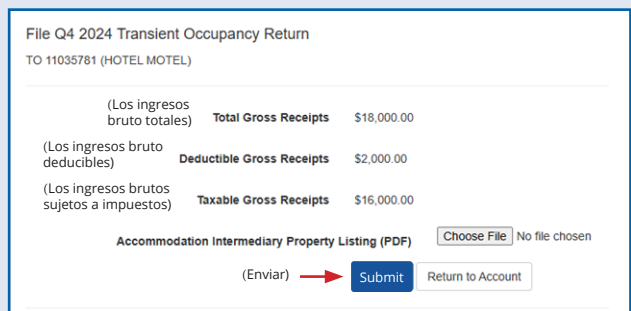 File Q4 2024 Transient Occupancy Return
TO 11035781 (HOTEL MOTEL)
(Los ingresos
bruto totales) Total Gross Receipts $18,000.00
(Los ingresos bruto
deducibles) Deductible Gross Receipts $2,000.00
(Los ingresos brutos
sujetos a impuestos) Taxable Gross Receipts $16,000.00
Accommodation Intermediary Property Listing (PDF) Choose File No file chosen
(Enviar) Submit Return to Account